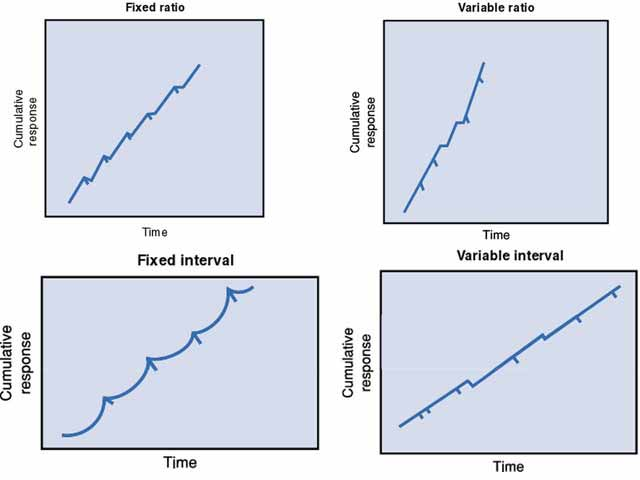 Fixed ratio
Cumulative
response
Time
Variable ratio
Cumulative
response
Time
Fixed interval
Cumulative
response
Time
Variable interval
Cumulative
response
Time